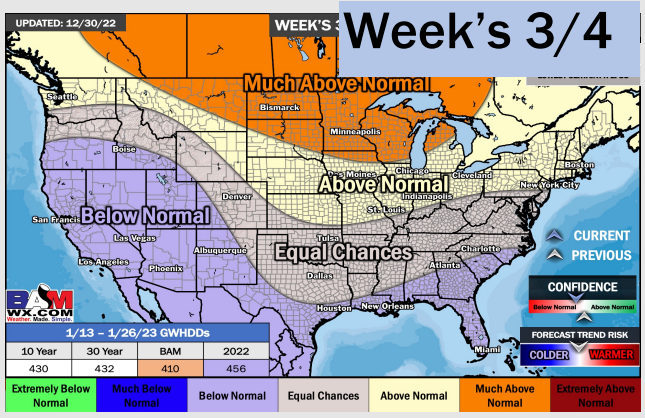 UPDATED: 12/30/22
WEEK'S 3
Week's 3/4
Much Above Normal
Seattle
Bismarck
Minneapolis
Boise
Boston
Des Moines
Chicago
Cleveland
Above Normal
New York City
Denver
Indianapolis
St. Louis
San Francis
Below Normal
Las Vegas
Tulsa
CURRENT
Albuquerque
Equal Chances
Charlotte
PREVIOUS
Los Angeles
Phoenix
Dallas
Atlanta
CONFIDENCE
BAM
WX.COM
Weather. Made. Simple.
Houston
New Orleans
Below Normal
Above Normal
1/13 – 1/26/23 GWHDDs
FORECAST TREND RISK
10 Year 30 Year BAM 2022
Miami
COLDER WARMER
430 432 410 456
Extremely Below Normal
Much Below Normal
Below Normal
Equal Chances
Above Normal
Much Above Normal
Extremely Above Normal